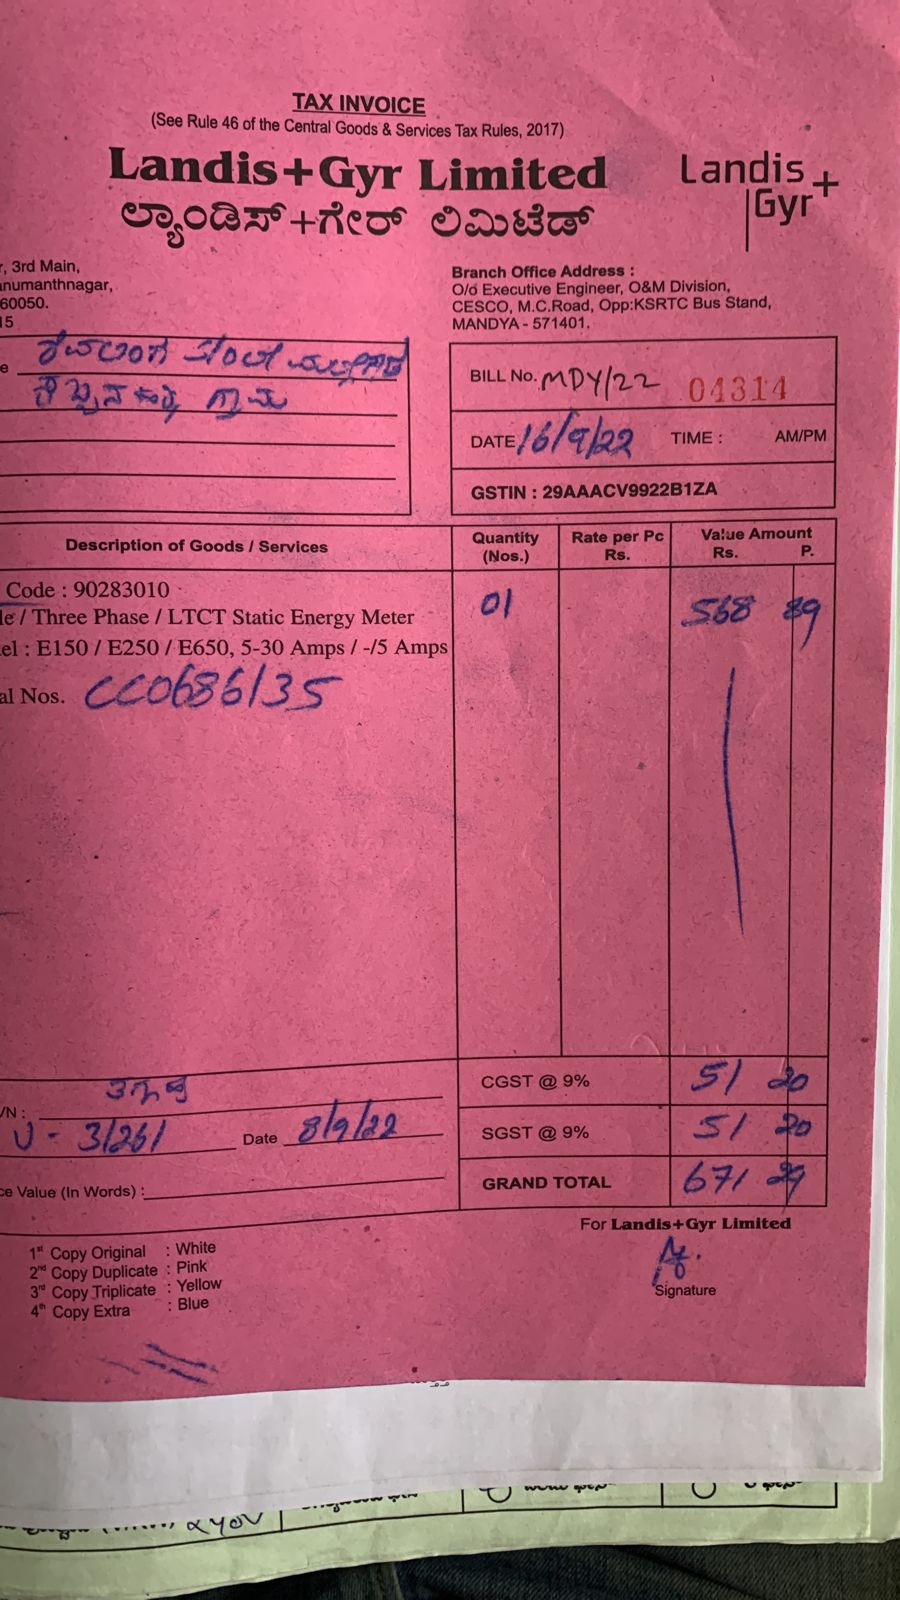 TAX INVOICE
(See Rule 46 of the Central Goods & Services Tax Rules, 2017)
Landis+Gyr Limited
ಲ್ಯಾಂಡಿಸ್+ಗೇರ್ ಲಿಮಿಟೆಡ್
Landis
Gyr+
, 3rd Main,
numanthnagar,
60050.
15
Branch Office Address :
O/o Executive Engineer, O&M Division,
CESCO, M.C.Road, Opp:KSRTC Bus Stand,
MANDYA - 571401.
e
ಗ್ರಾಮ
BILL No. MDY/22 04314
DATE 16/9/22 TIME : AM/PM
GSTIN : 29AAACV9922B1ZA
Description of Goods / Services
Quantity (Nos.)
Rate per Pc Rs.
Value Amount
Rs. P.
Code : 90283010
le / Three Phase / LTCT Static Energy Meter
el : E150 / E250 / E650, 5-30 Amps / -/5 Amps
01
568 89
al Nos. CC0686135
/N :
U - 31261 Date 8/9/22
CGST @ 9% 51 20
SGST @ 9% 51 20
GRAND TOTAL 671 29
ce Value (In Words) :
For Landis+Gyr Limited
Signature
1st Copy Original : White
2nd Copy Duplicate : Pink
3rd Copy Triplicate : Yellow
4th Copy Extra : Blue